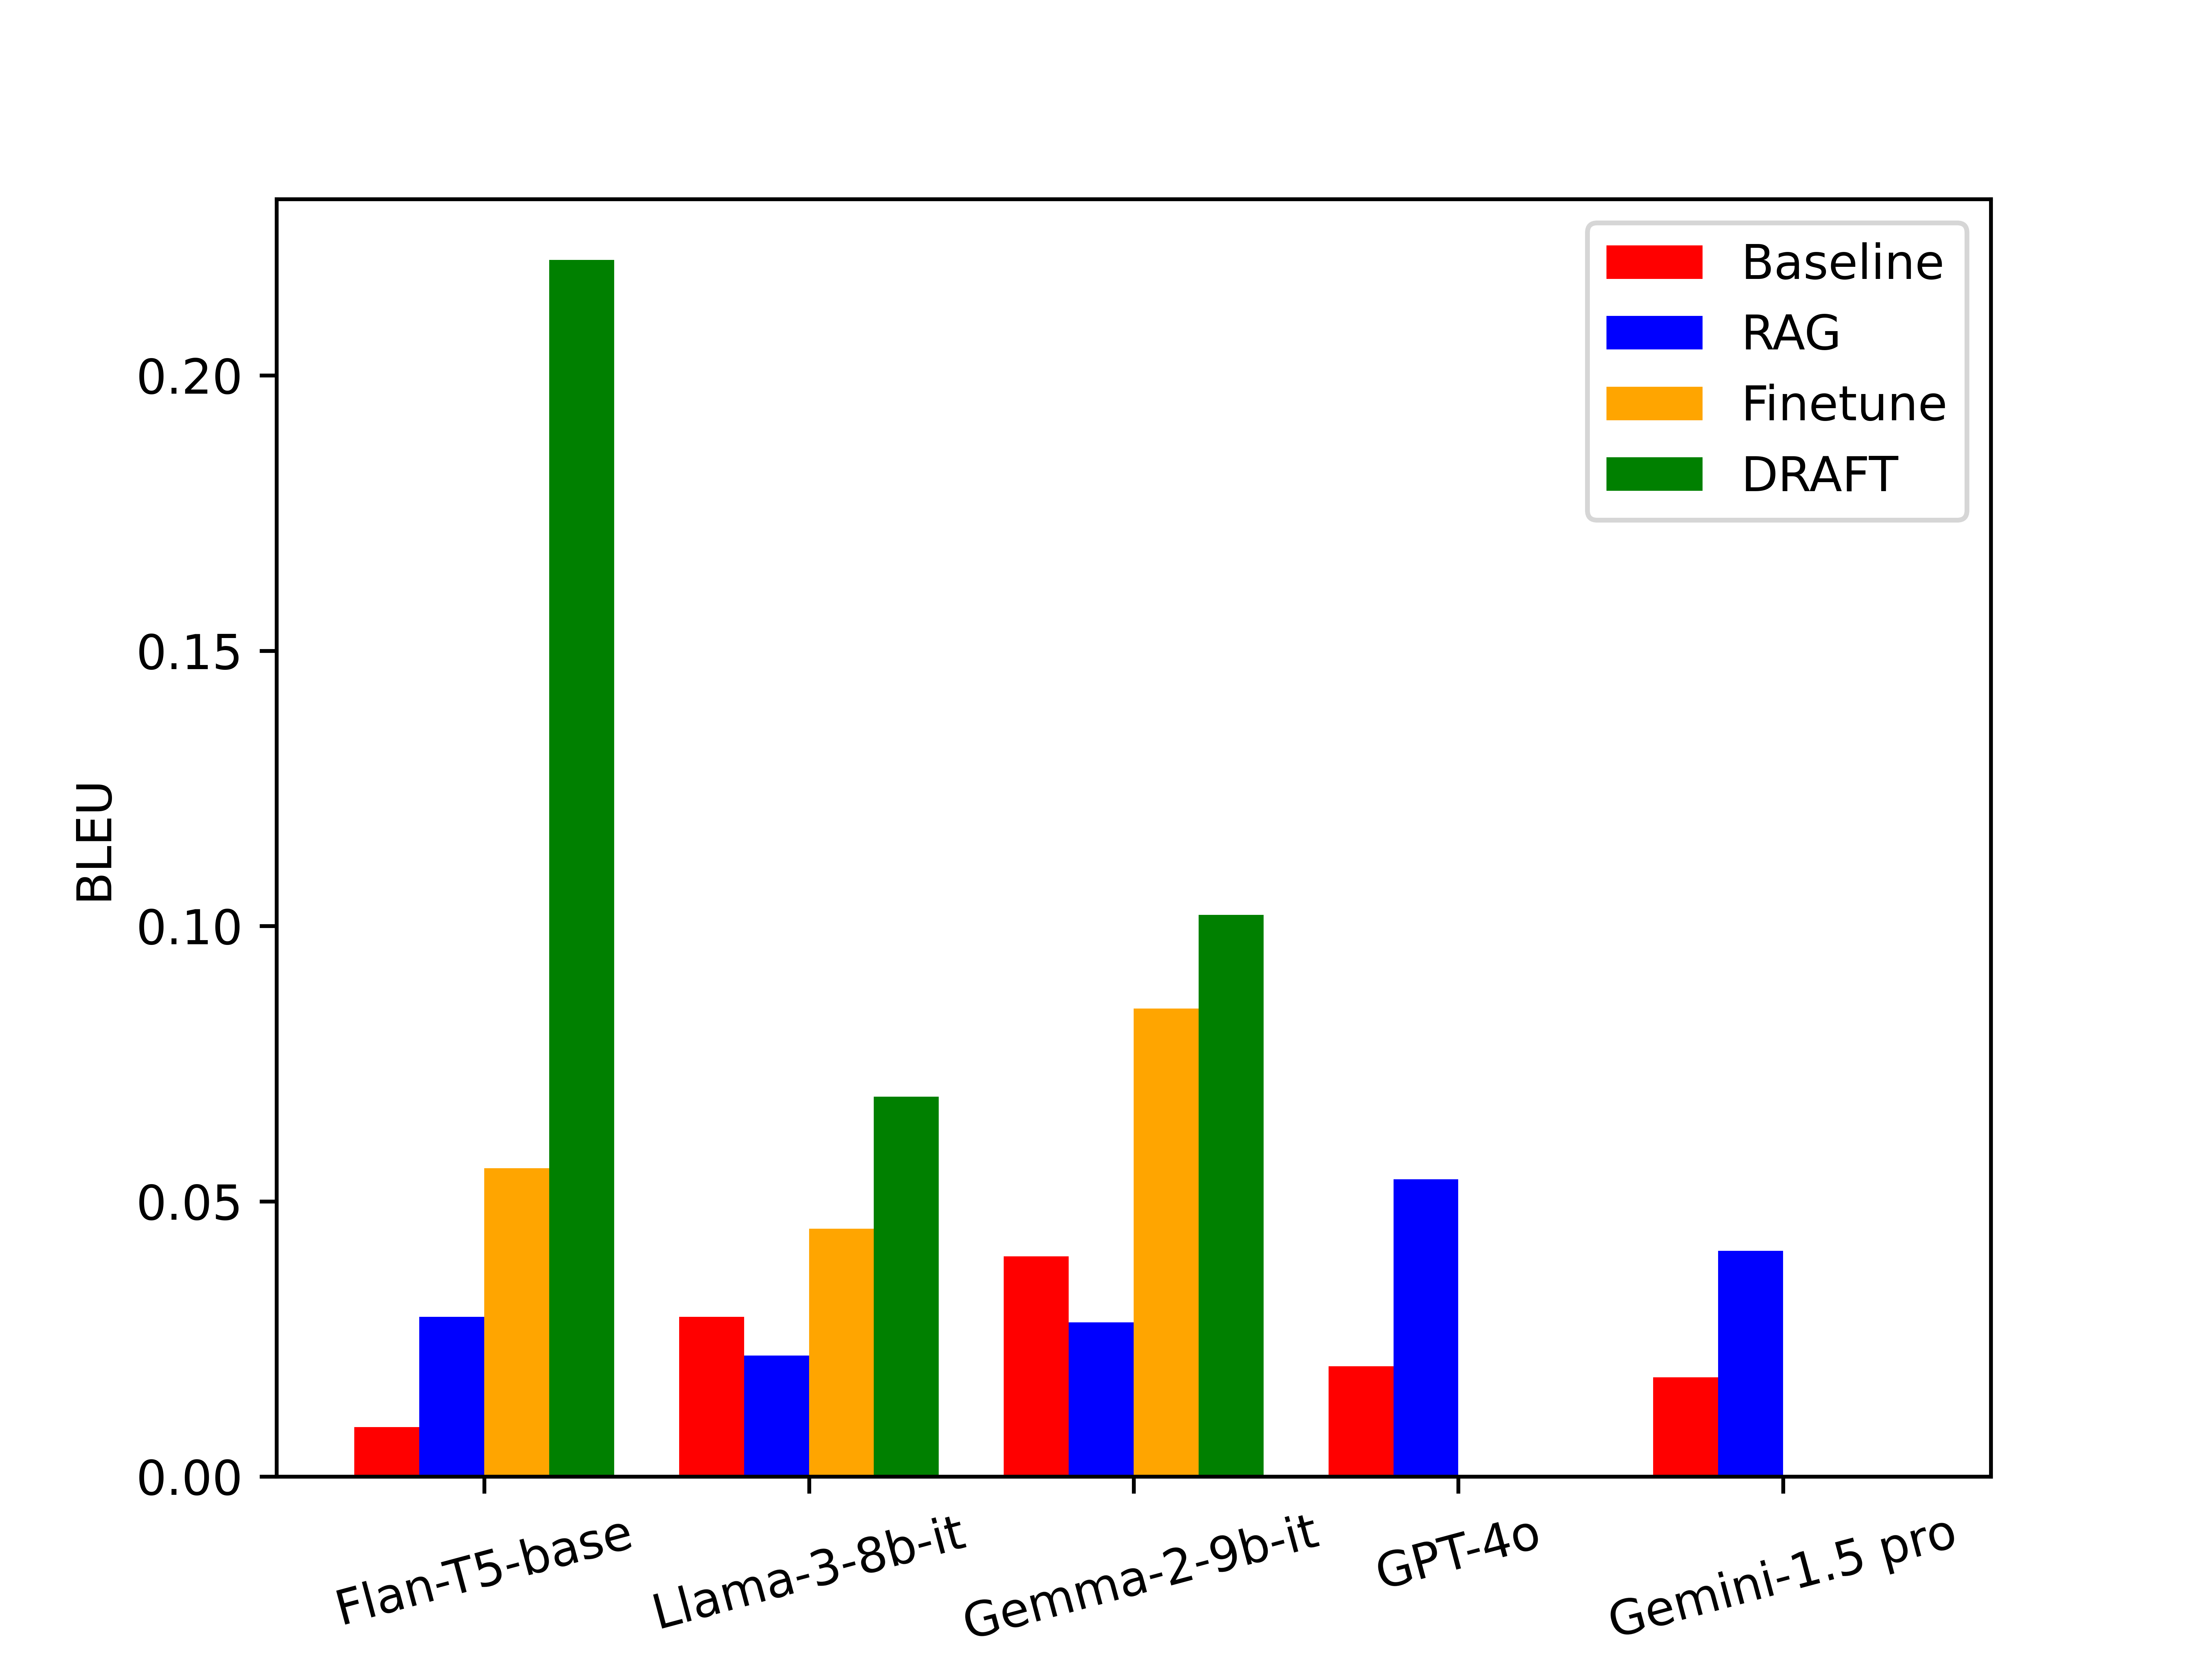 Baseline
RAG
Finetune
DRAFT
BLEU
0.20
0.15
0.10
0.05
0.00
Flan-T5-base
Llama-3-8b-it
Gemma-2-9b-it
GPT-4o
Gemini-1.5 pro